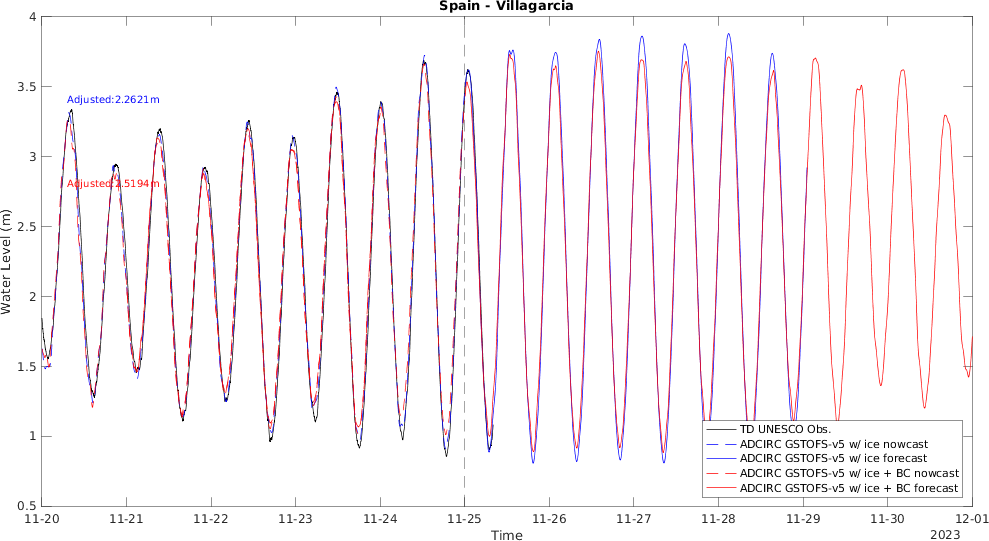 Spain - Villagarcia
4
3.5
3
2.5
2
1.5
1
0.5
Water Level (m)
Adjusted:2.2621m
Adjusted:2.5194m
TD UNESCO Obs.
ADCIRC GSTOFS-v5 w/ ice nowcast
ADCIRC GSTOFS-v5 w/ ice forecast
ADCIRC GSTOFS-v5 w/ ice + BC nowcast
ADCIRC GSTOFS-v5 w/ ice + BC forecast
11-20 11-21 11-22 11-23 11-24 11-25 11-26 11-27 11-28 11-29 11-30 12-01
Time
2023